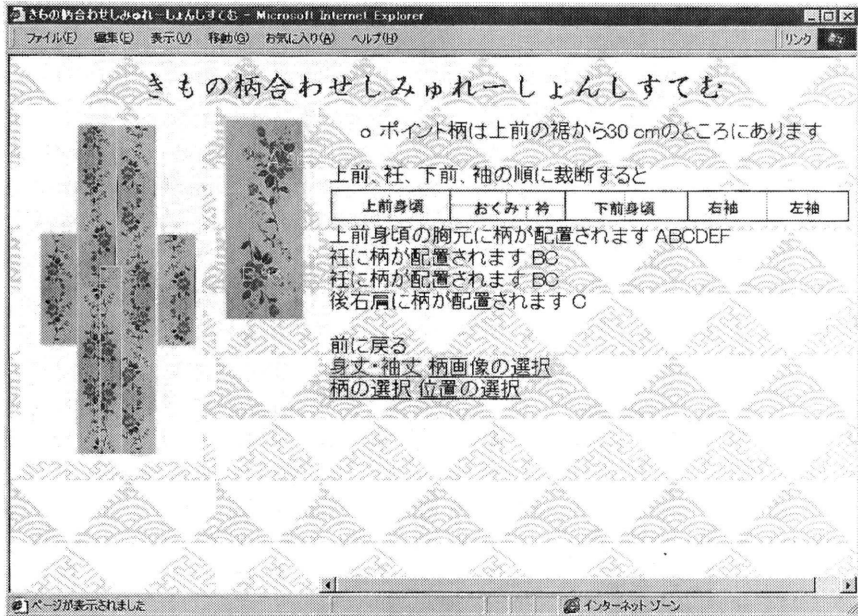 きもの柄合わせしみゅれーしょんしすてむ - Microsoft Internet Explorer
ファイル(F) 編集(E) 表示(V) 移動(G) お気に入り(A) ヘルプ(H) リンク
きもの柄合わせしみゅれーしょんしすてむ
o ポイント柄は上前の裾から30 cmのところにあります
上前、衽、下前、袖の順に裁断すると
上前身頃 おくみ・衿 下前身頃 右袖 左袖
上前身頃の胸元に柄が配置されます ABCDEF
衽に柄が配置されます BC
衽に柄が配置されます BC
後右肩に柄が配置されます C
前に戻る
身丈・袖丈 柄画像の選択
柄の選択 位置の選択
ページが表示されました インターネット ゾーン